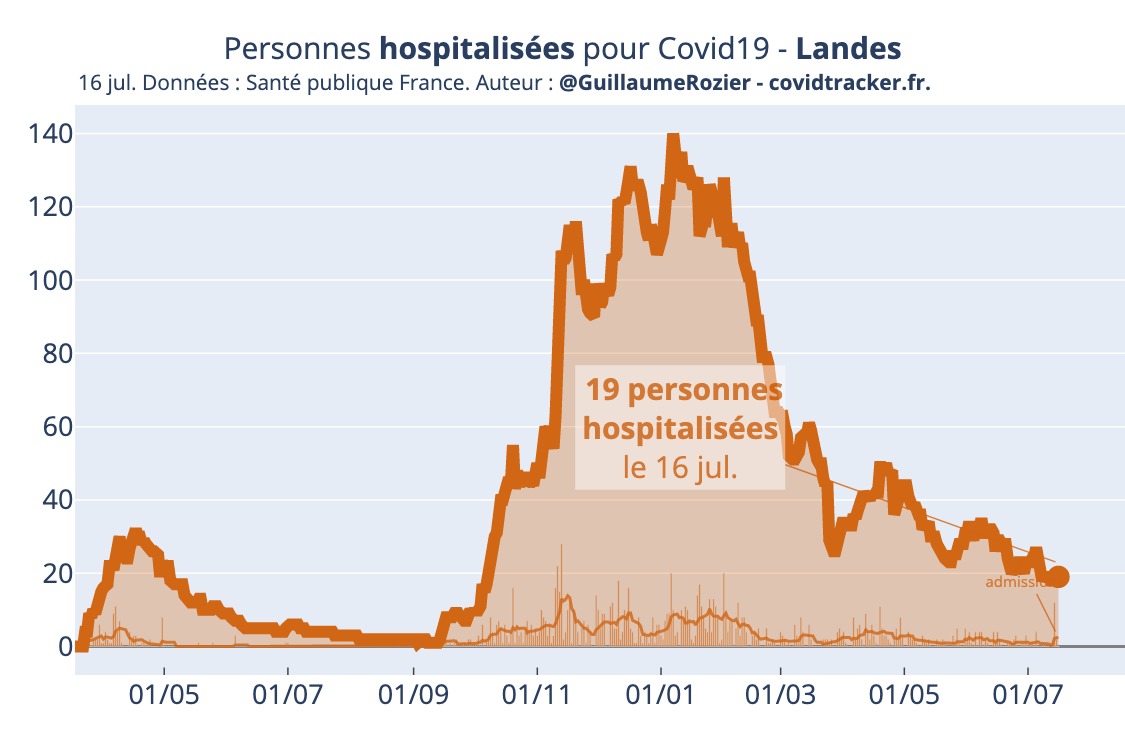 Personnes hospitalisées pour Covid19 - Landes
16 jul. Données : Santé publique France. Auteur : @GuillaumeRozier - covidtracker.fr.
140
120
100
80
60
40
20
0
19 personnes
hospitalisées
le 16 jul.
01/05 01/07 01/09 01/11 01/01 01/03 01/05 01/07